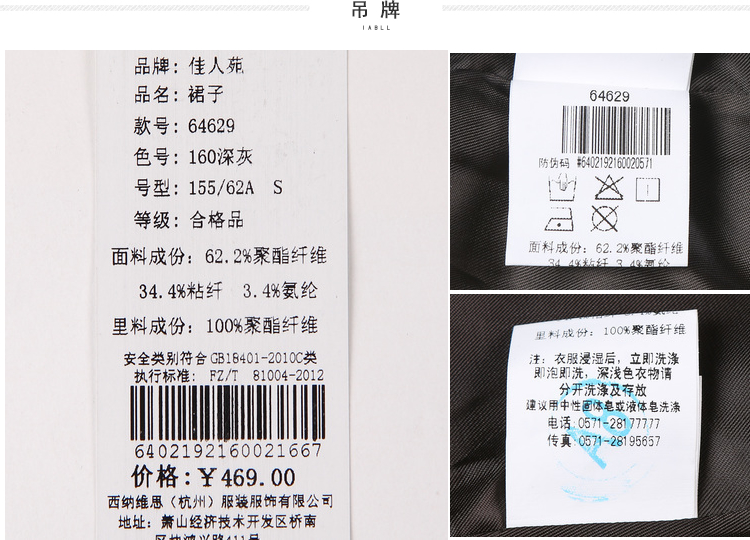 吊牌
品牌: 佳人苑
品名: 裙子
款号: 64629
色号: 160深灰
号型: 155/62A S
等级: 合格品
面料成份: 62.2%聚酯纤维
34.4%粘纤 3.4%氨纶
里料成份: 100%聚酯纤维
安全类别符合GB18401-2010C类
执行标准: FZ/T 81004-2012
64021921600221667
价格:￥469.00
西纳维思（杭州）服装服饰有限公司
地址: 萧山经济技术开发区桥南
64629
防伪码 #6402192160020571
面料成份: 62.2%聚酯纤维
34.4%粘纤 3.4%氨纶
里料成份: 100%聚酯纤维
注: 衣服浸湿后, 立即洗涤
即泡即洗, 深浅色衣物请
分开洗涤及存放
建议用中性固体皂或液体皂洗涤
电话:0571-28177777
传真:0571-28195657